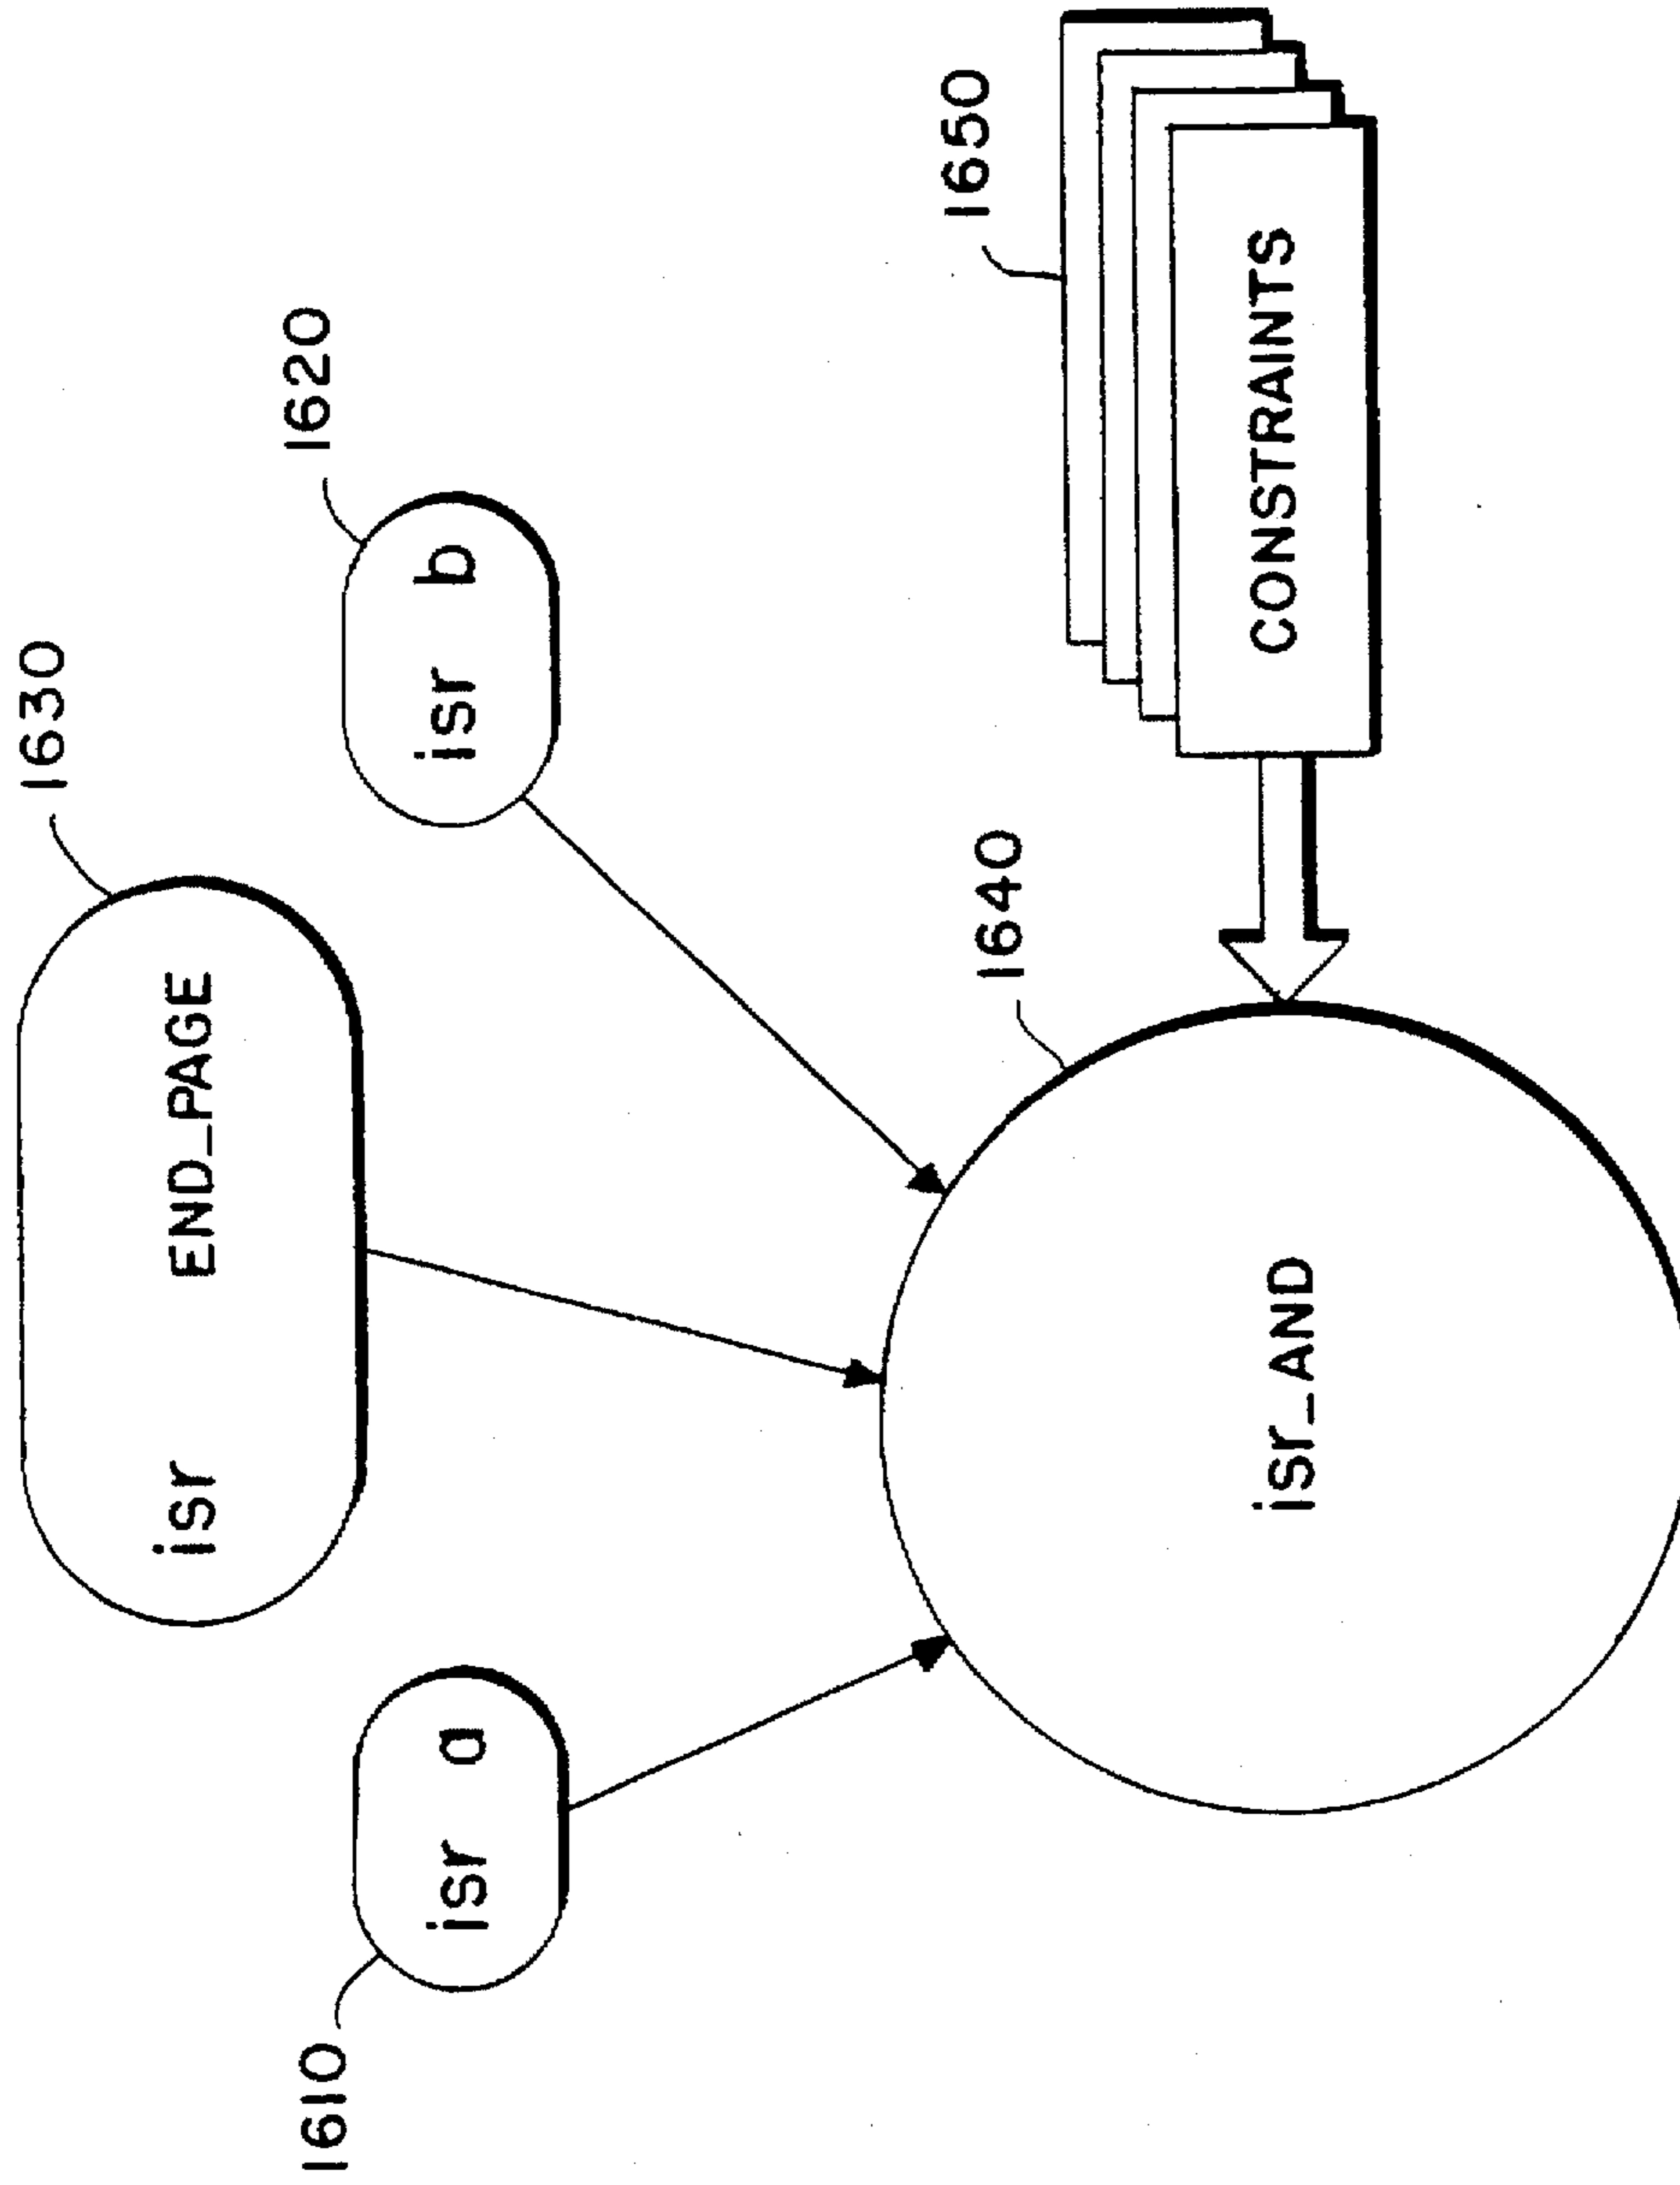 1630
isr END_PAGE
1610
1620
isr a
isr b
1640
1650
isr_AND
CONSTRAINTS